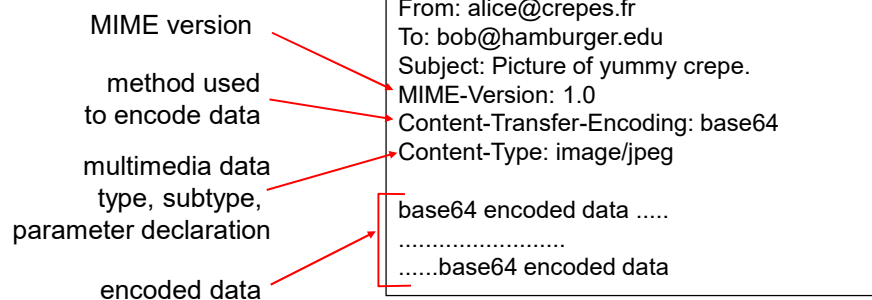 MIME version
method used
to encode data
multimedia data
type, subtype,
parameter declaration
encoded data
From: alice@crepes.fr
To: bob@hamburger.edu
Subject: Picture of yummy crepe.
MIME-Version: 1.0
Content-Transfer-Encoding: base64
Content-Type: image/jpeg
base64 encoded data .....
.........................
......base64 encoded data